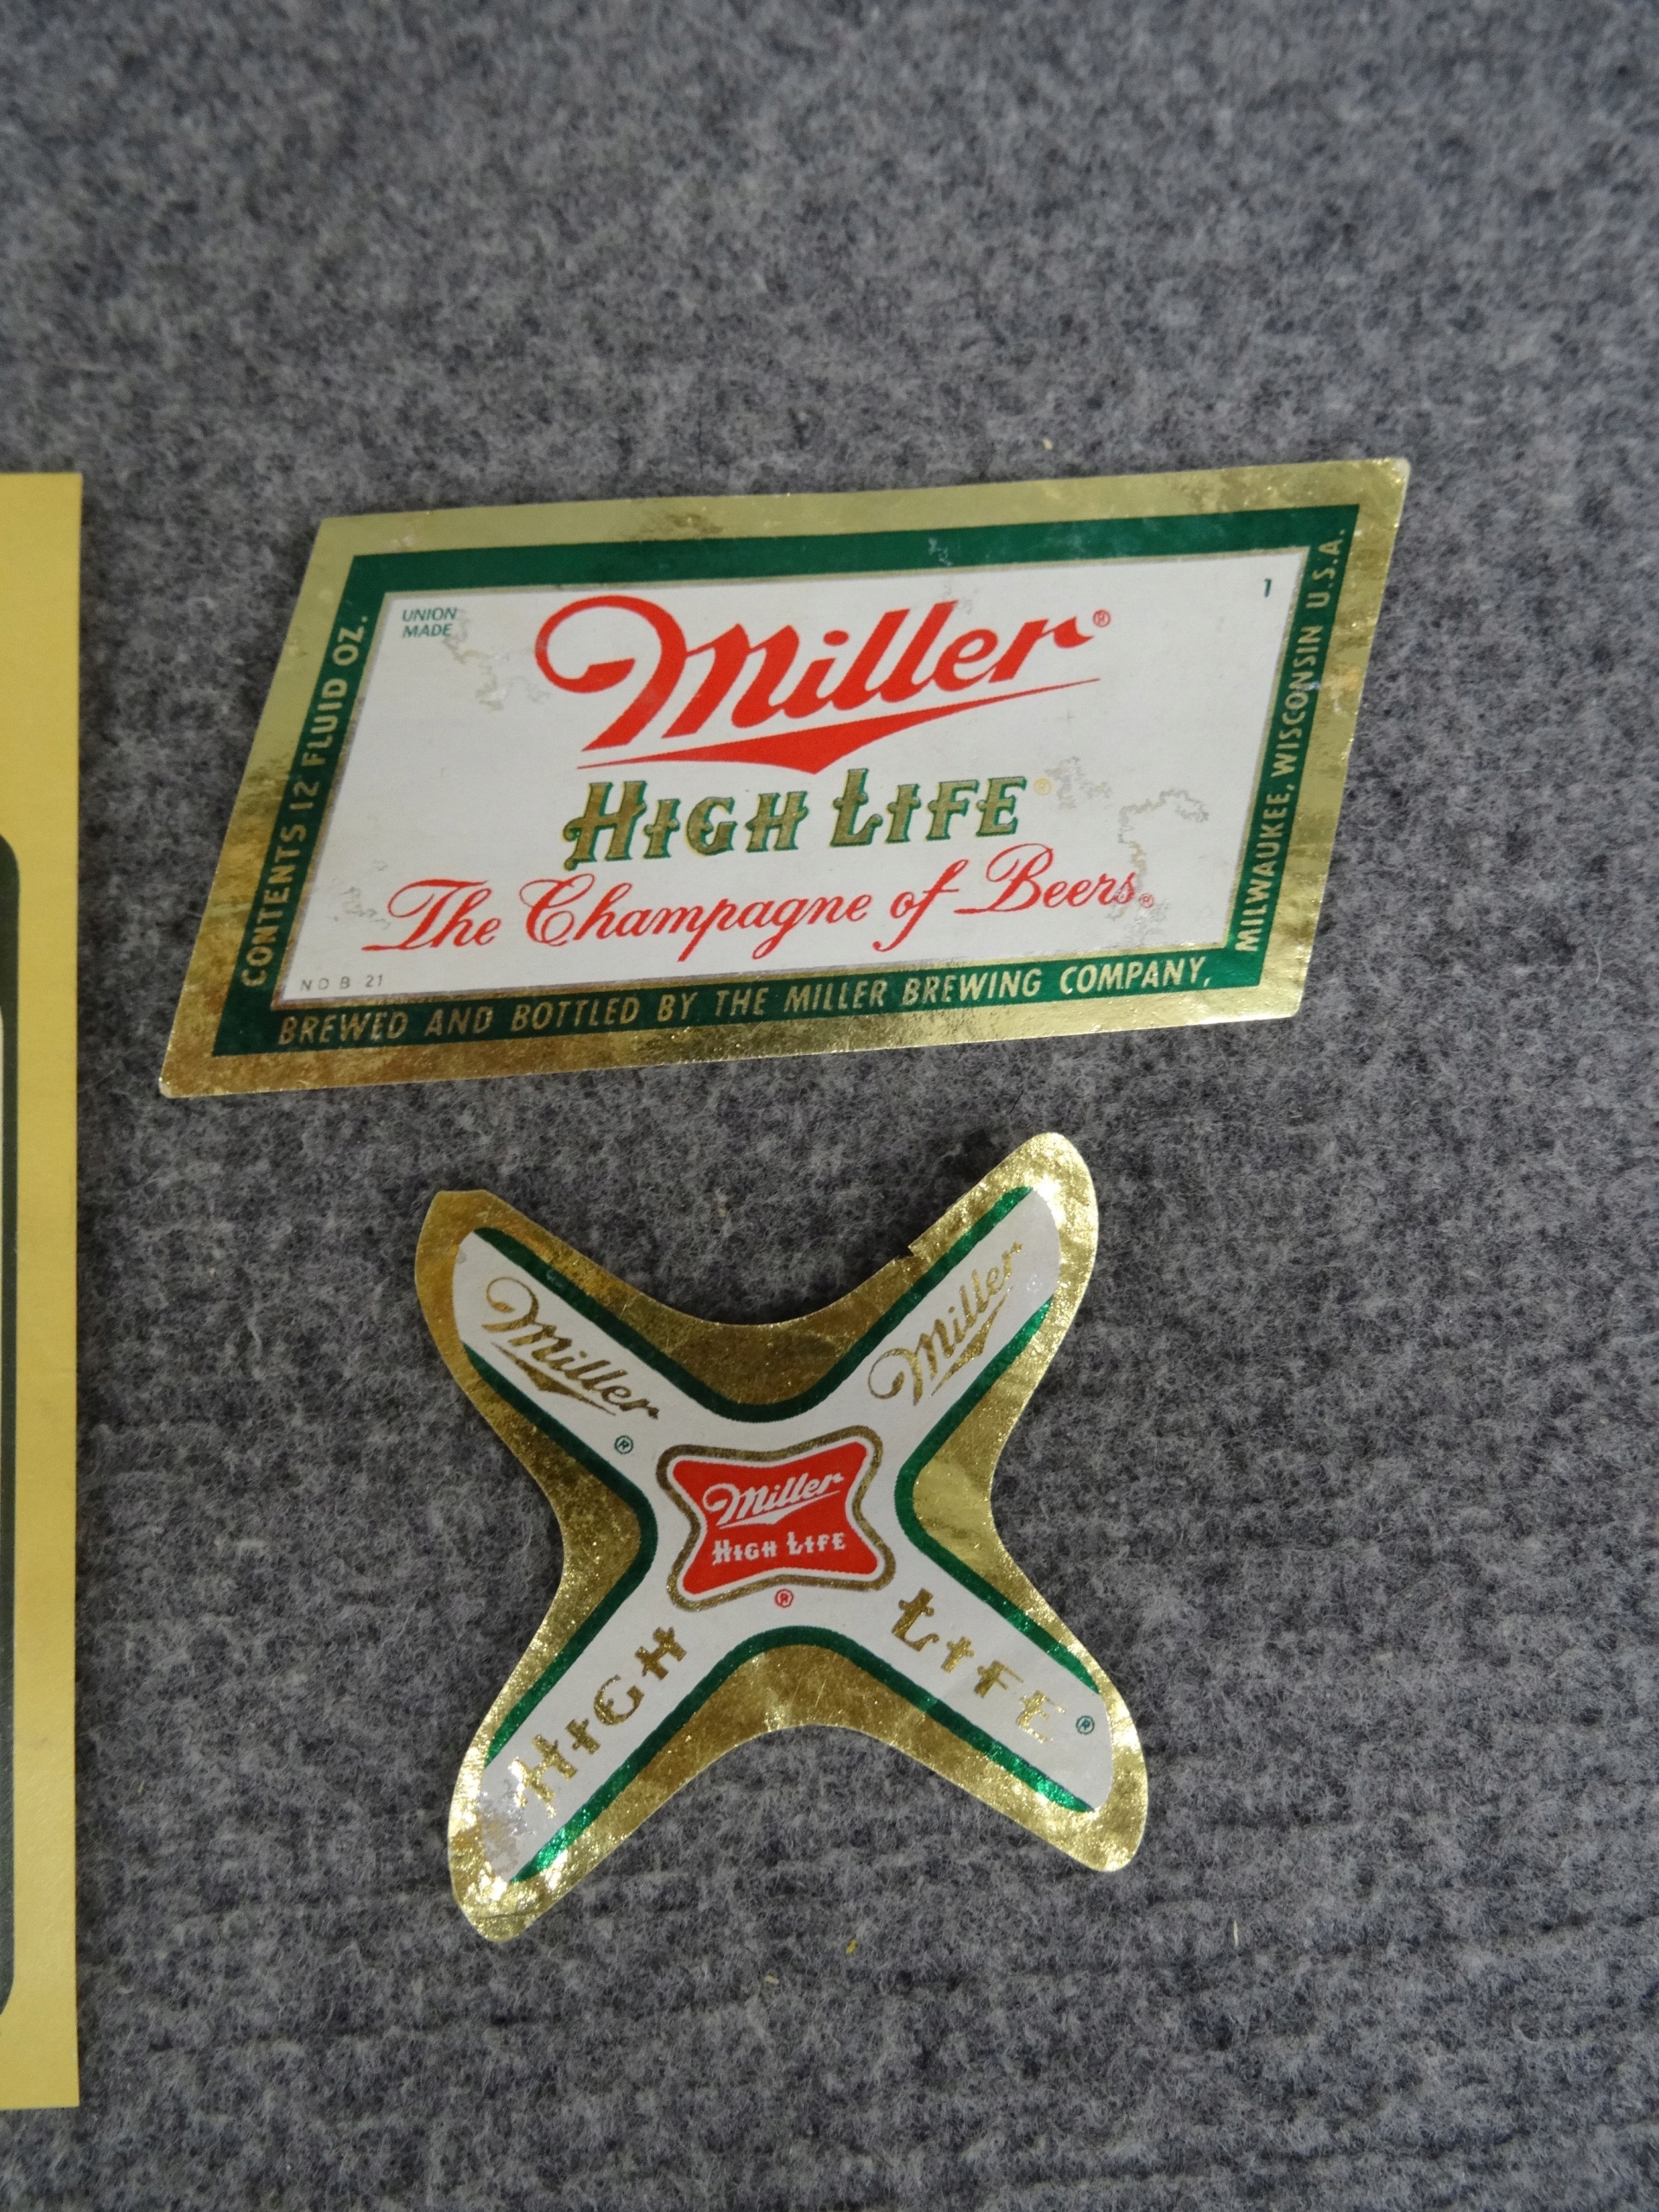 UNION
MADE
1
Miller®
HIGH LIFE®
The Champagne of Beers®
NO B 21
CONTENTS 12 FLUID OZ.
BREWED AND BOTTLED BY THE MILLER BREWING COMPANY,
MILWAUKEE, WISCONSIN U.S.A.
Miller®
Miller
Miller
HIGH LIFE
®
HIGH
LIFE®